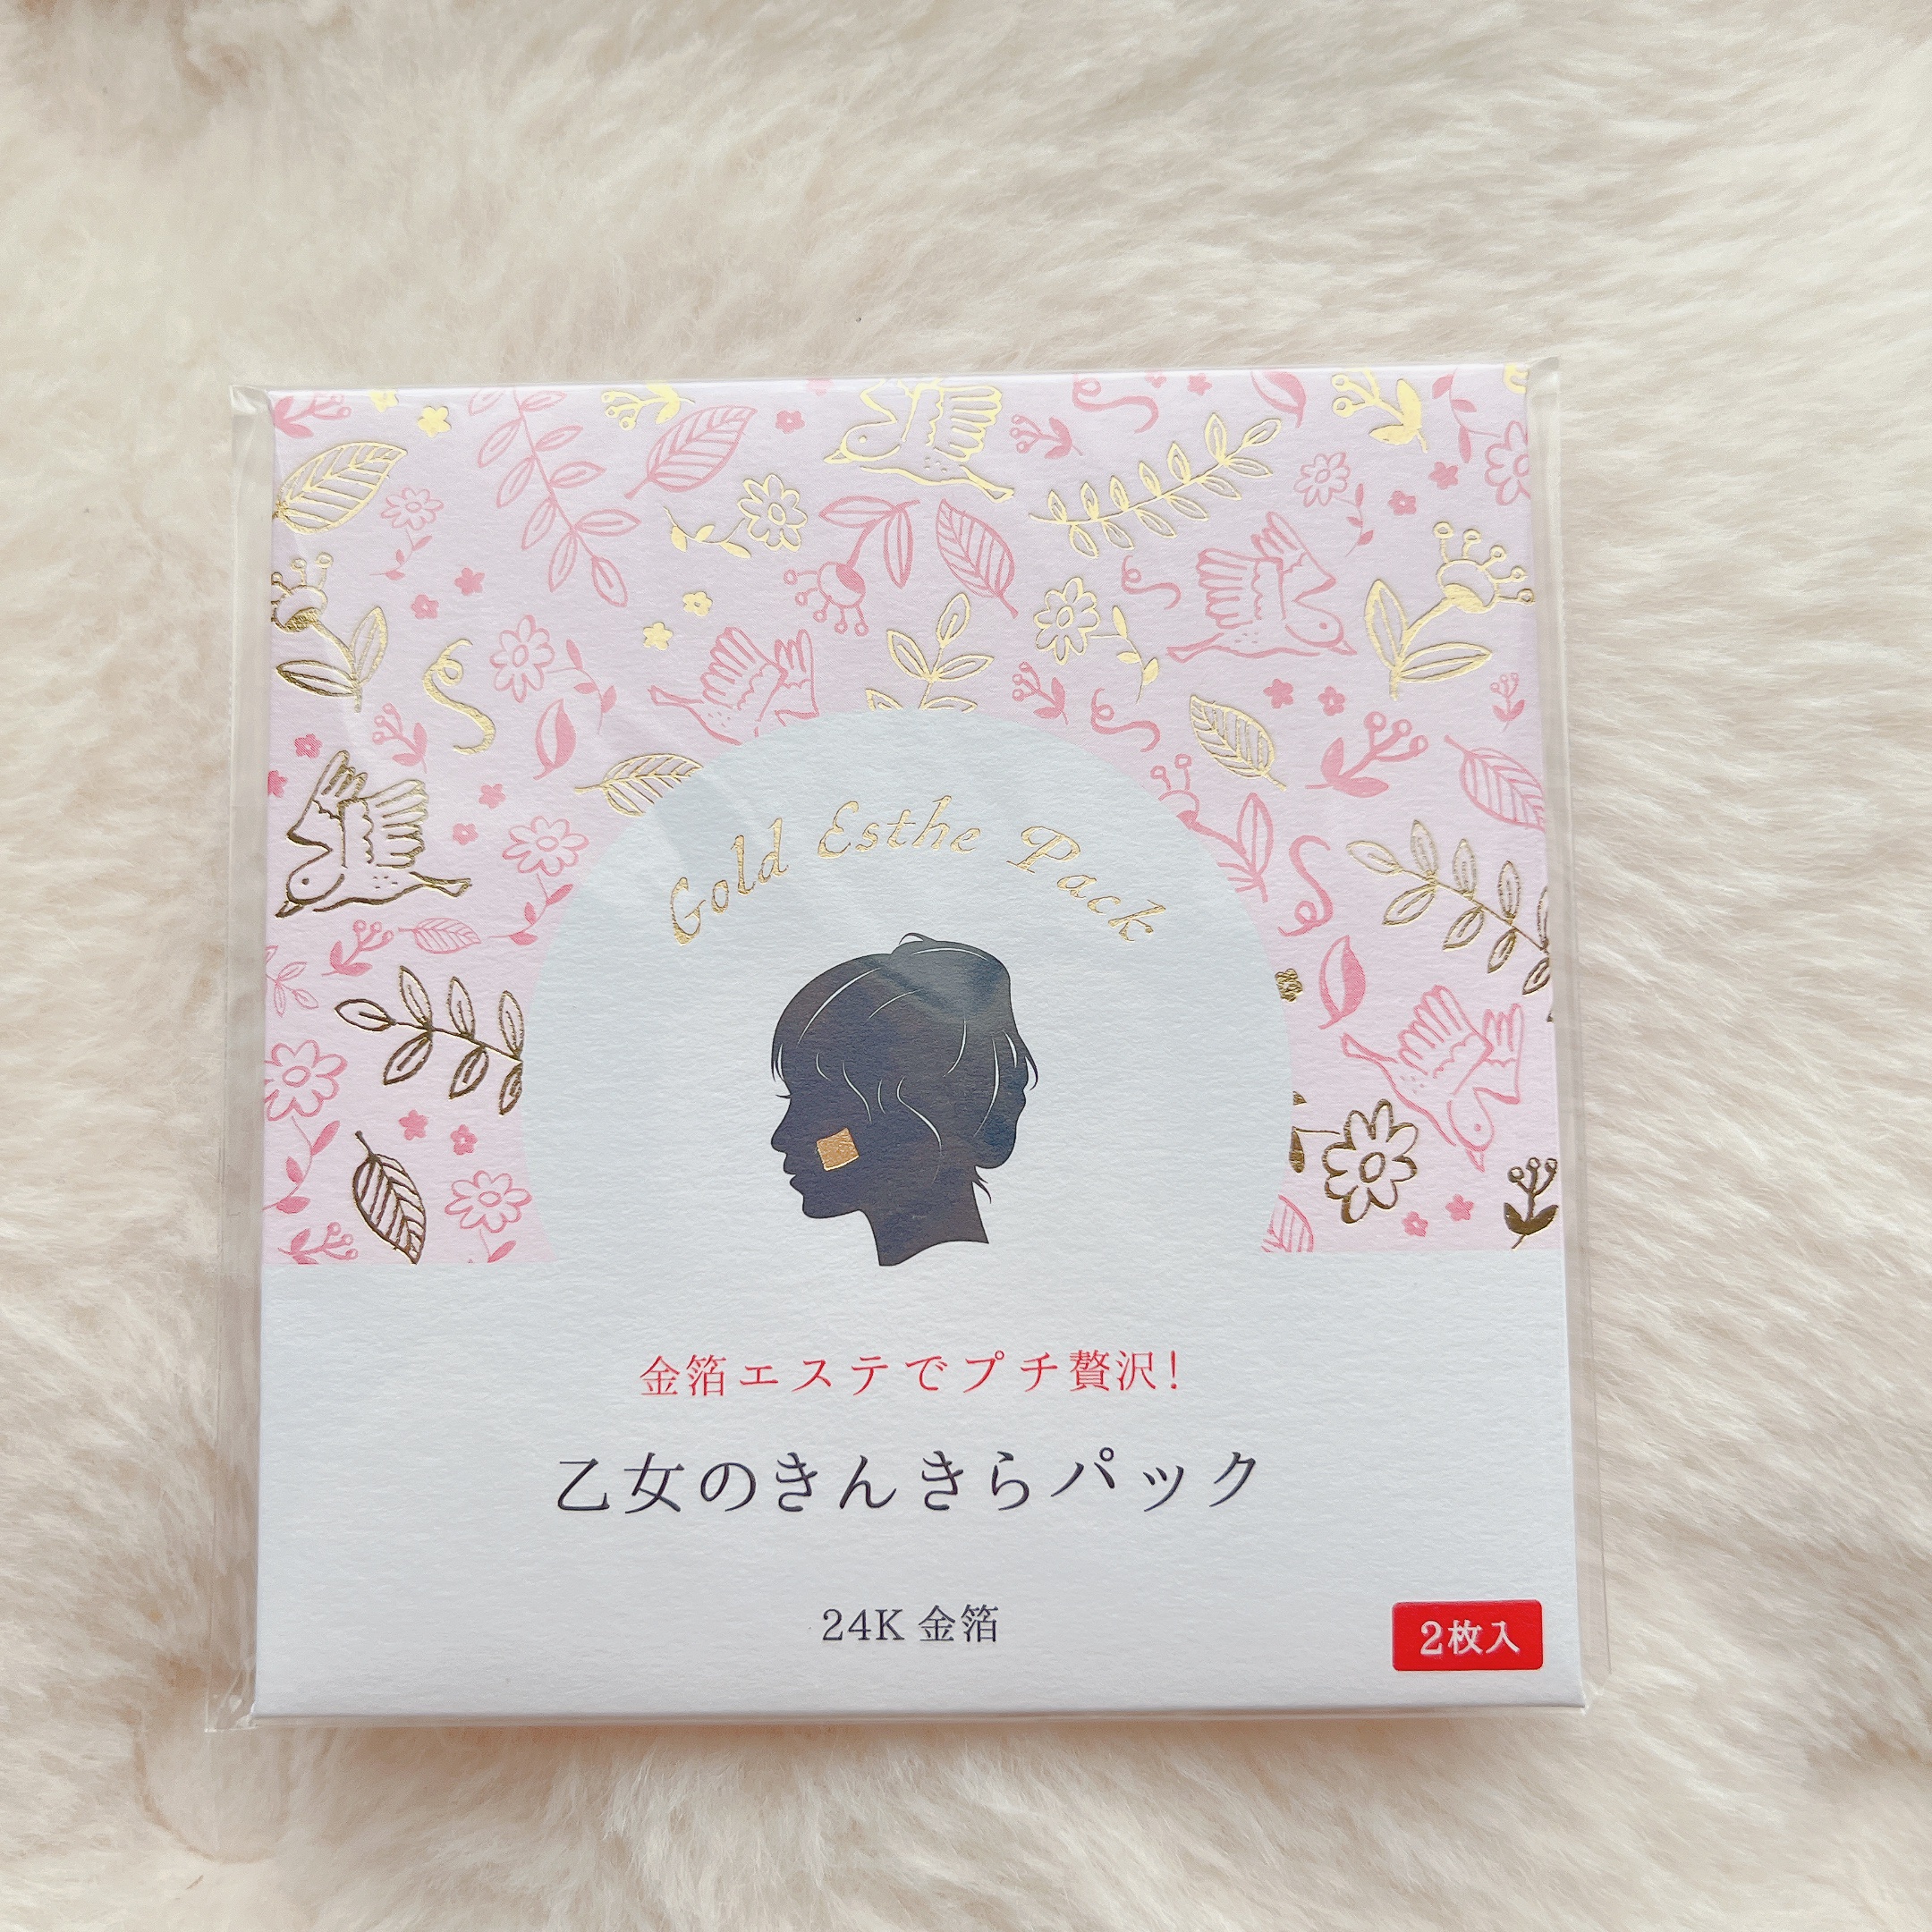 Gold Esthe Pack
金箔エステでプチ贅沢!
乙女のきんきらパック
24K 金箔
2枚入